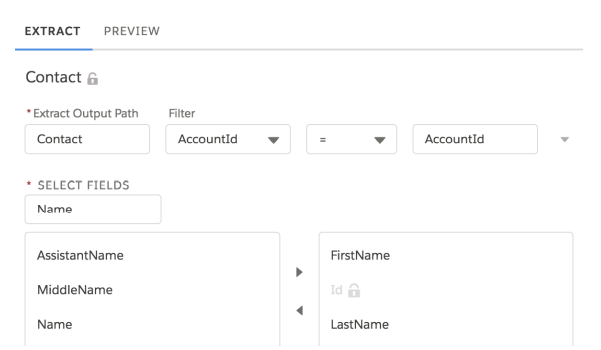 EXTRACT PREVIEW
Contact
* Extract Output Path Filter
Contact AccountId = AccountId
* SELECT FIELDS
Name
AssistantName FirstName
MiddleName Id
Name LastName